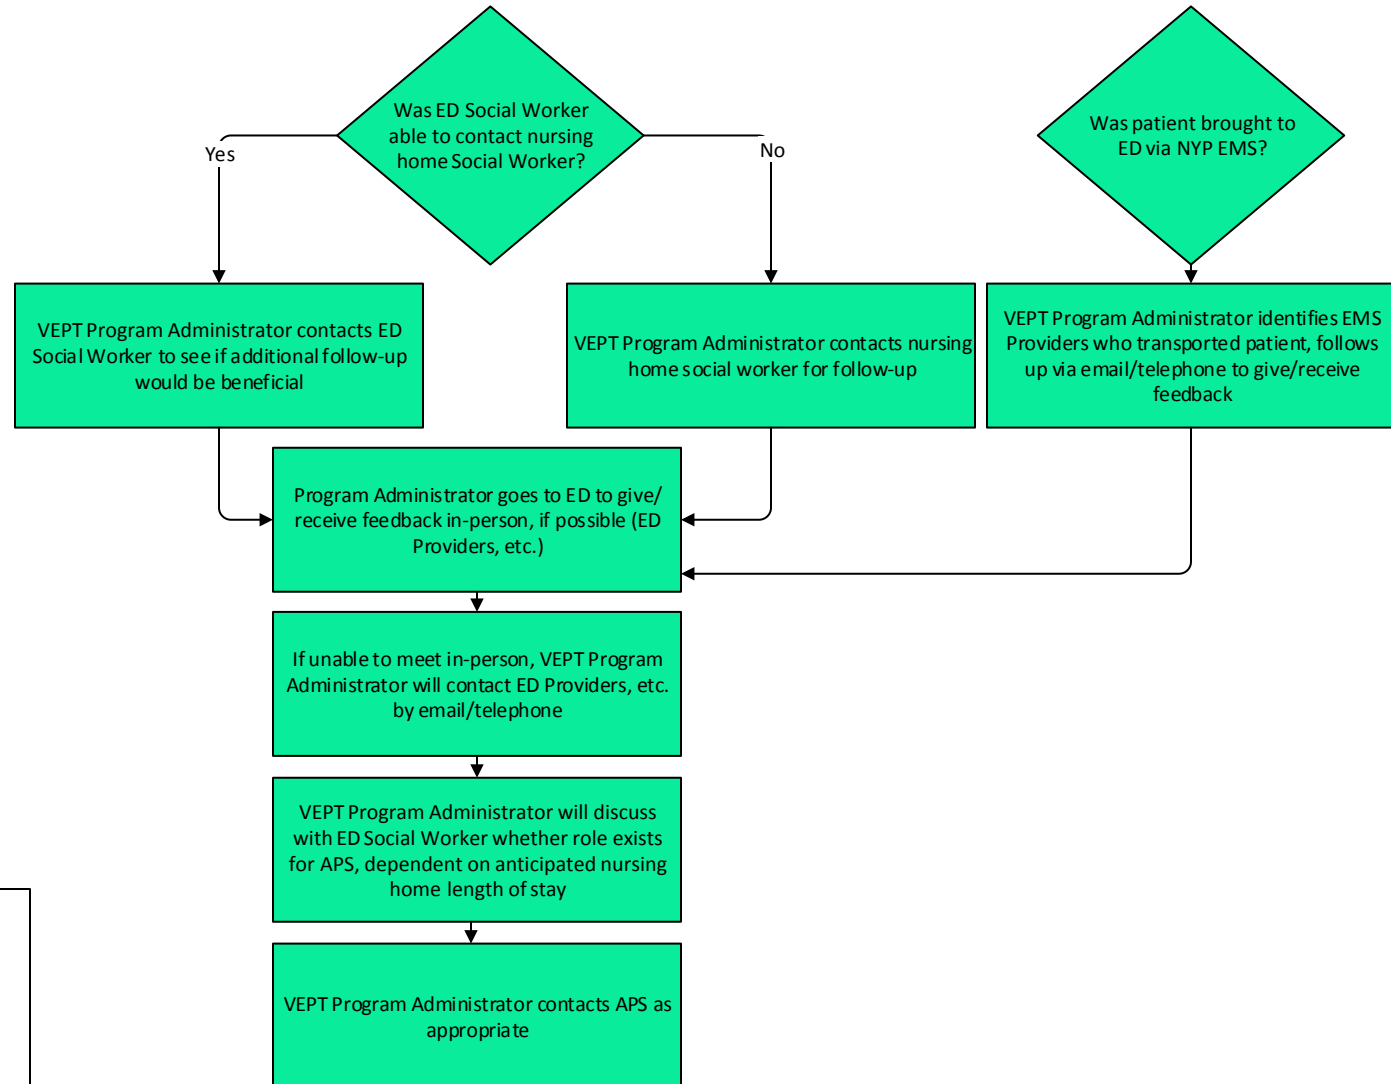 Was ED Social Worker
able to contact nursing
home Social Worker?
Was patient brought to
ED via NYP EMS?
Yes
No
VEPT Program Administrator contacts ED
Social Worker to see if additional follow-up
would be beneficial
VEPT Program Administrator contacts nursing
home social worker for follow-up
VEPT Program Administrator identifies EMS
Providers who transported patient, follows
up via email/telephone to give/receive
feedback
Program Administrator goes to ED to give/
receive feedback in-person, if possible (ED
Providers, etc.)
If unable to meet in-person, VEPT Program
Administrator will contact ED Providers, etc.
by email/telephone
VEPT Program Administrator will discuss
with ED Social Worker whether role exists
for APS, dependent on anticipated nursing
home length of stay
VEPT Program Administrator contacts APS as
appropriate